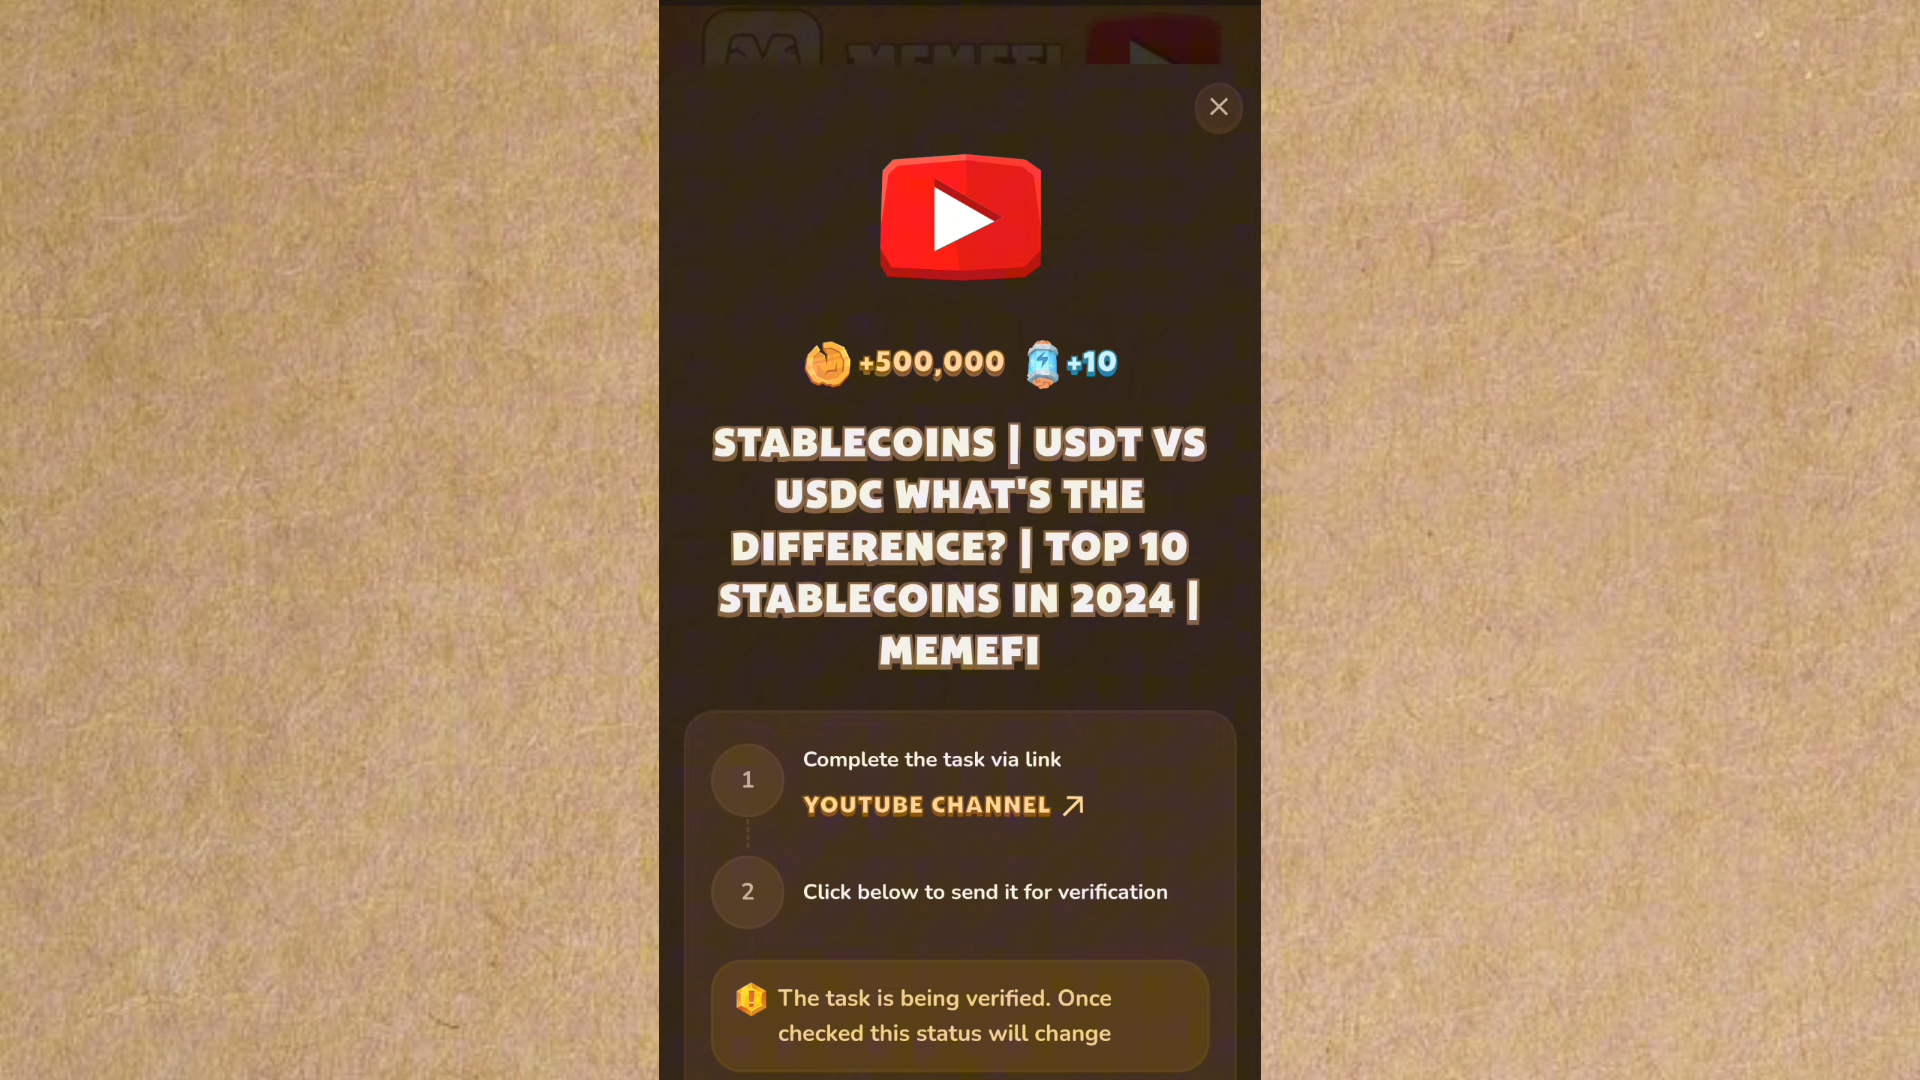 MEMEFI
+500,000 +10
STABLECOINS | USDT VS
USDC WHAT'S THE
DIFFERENCE? | TOP 10
STABLECOINS IN 2024 |
MEMEFI
1
Complete the task via link
YOUTUBE CHANNEL
2
Click below to send it for verification
The task is being verified. Once
checked this status will change